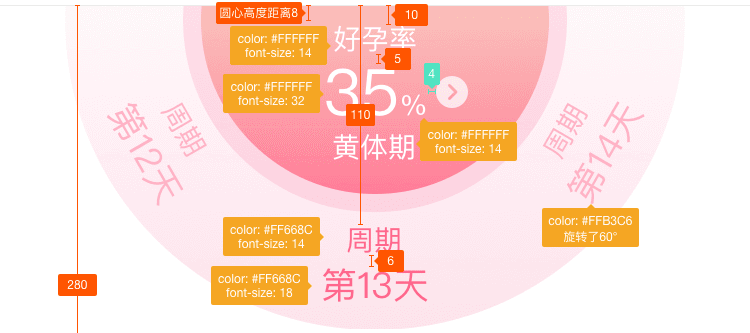 圆心高度距离8
10
color: #FFFFFF
font-size: 14
好孕率
5
4
color: #FFFFFF
font-size: 32
35%
110
color: #FFFFFF
font-size: 14
黄体期
周期
第12天
周期
第14天
color: #FFB3C6
旋转了60°
color: #FF668C
font-size: 14
周期
6
color: #FF668C
font-size: 18
第13天
280